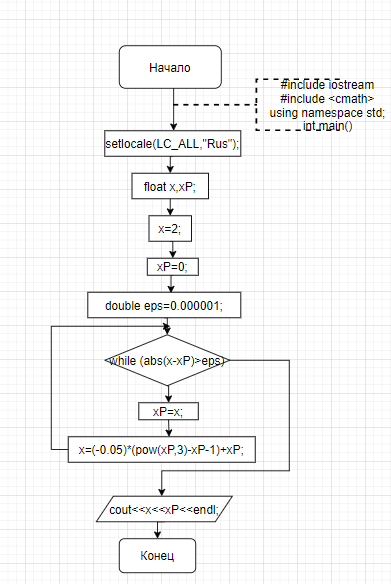 Начало
#include iostream
#include <cmath>
using namespace std;
int main()
setlocale(LC_ALL,"Rus");
float x,xP;
x=2;
xP=0;
double eps=0.000001;
while (abs(x-xP)>eps)
xP=x;
x=(-0.05)*(pow(xP,3)-xP-1)+xP;
cout<<x<<xP<<endl;
Конец